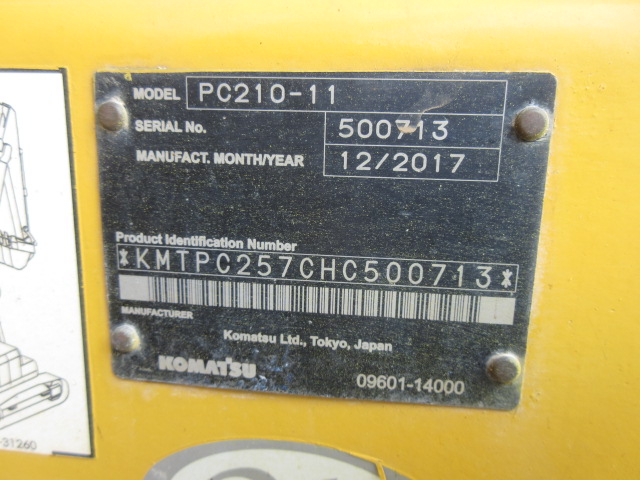 MODEL PC210-11
SERIAL No. 500713
MANUFACT. MONTH/YEAR 12/2017
Product Identification Number
*KMTPC257CHC500713*
MANUFACTURER
Komatsu Ltd., Tokyo, Japan
KOMATSU
09601-14000
-31260